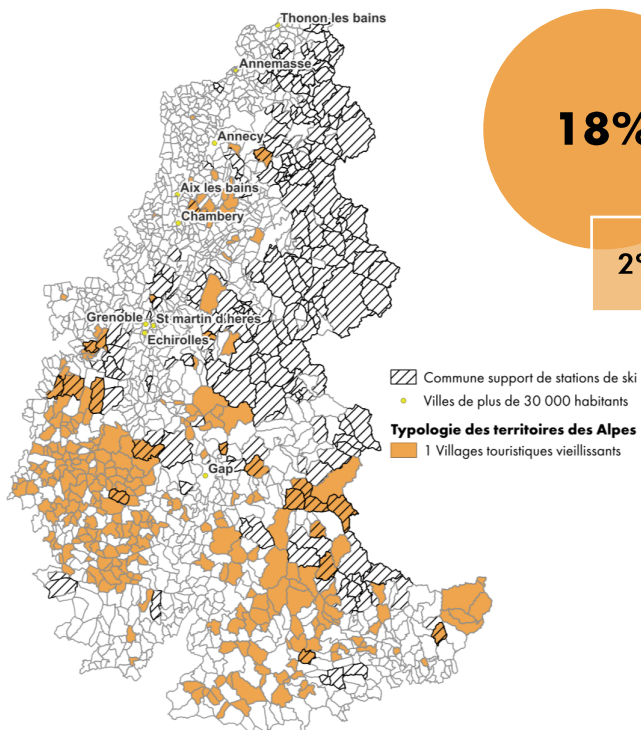 Thonon les bains
Annemasse
Annecy
Aix les bains
Chambery
Grenoble
St martin d'heres
Echirolles
Gap
18%
Commune support de stations de ski
Villes de plus de 30 000 habitants
Typologie des territoires des Alpes
1 Villages touristiques vieillissants